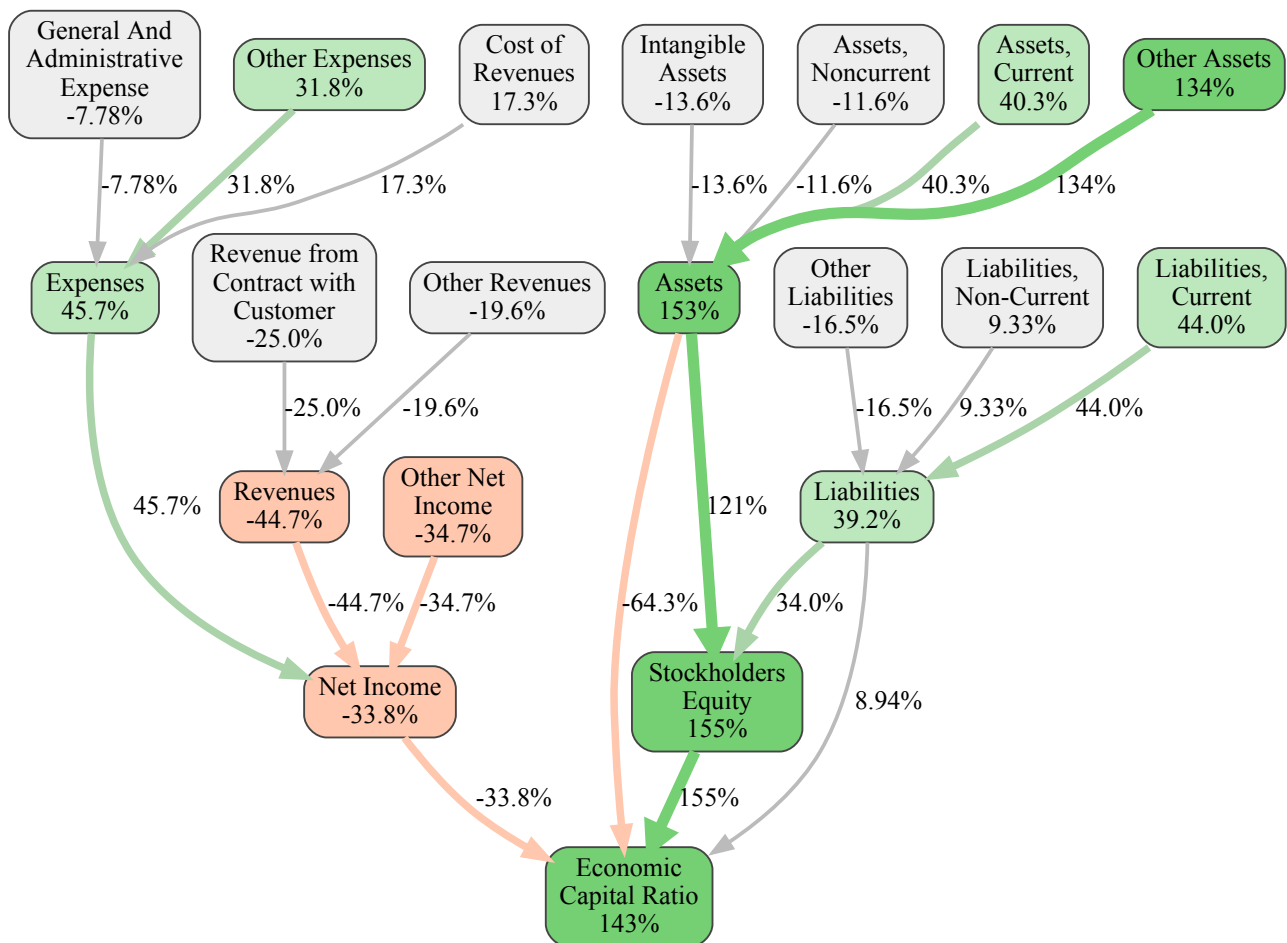 General And
Administrative
Expense
-7.78%
Other Expenses
31.8%
Cost of
Revenues
17.3%
Intangible
Assets
-13.6%
Assets,
Noncurrent
-11.6%
Assets,
Current
40.3%
Other Assets
134%
-7.78%
31.8%
17.3%
-13.6%
-11.6%
40.3%
134%
Expenses
45.7%
Revenue from
Contract with
Customer
-25.0%
Other Revenues
-19.6%
Assets
153%
Other
Liabilities
-16.5%
Liabilities,
Non-Current
9.33%
Liabilities,
Current
44.0%
-25.0%
-19.6%
-16.5%
9.33%
44.0%
45.7%
Revenues
-44.7%
Other Net
Income
-34.7%
121%
Liabilities
39.2%
-44.7%
-34.7%
-64.3%
34.0%
Net Income
-33.8%
Stockholders
Equity
155%
8.94%
-33.8%
155%
Economic
Capital Ratio
143%